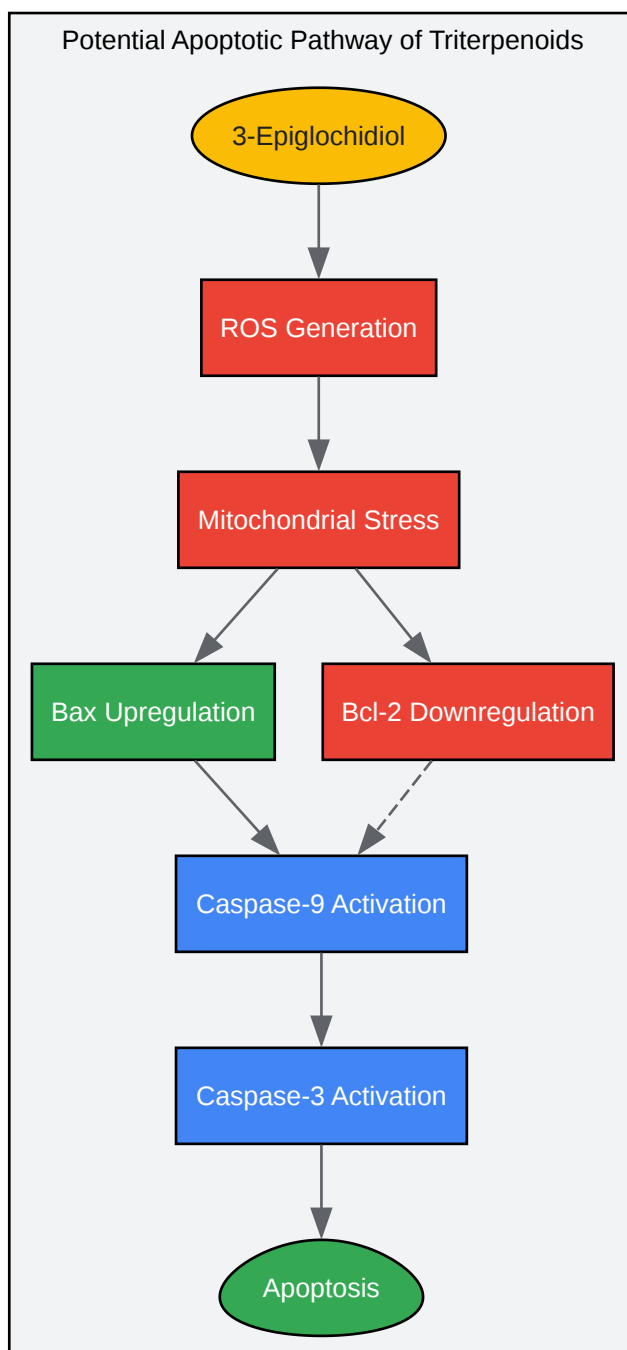 Potential Apoptotic Pathway of Triterpenoids
3-Epiglochidiol
ROS Generation
Mitochondrial Stress
Bax Upregulation
Bcl-2 Downregulation
Caspase-9 Activation
Caspase-3 Activation
Apoptosis